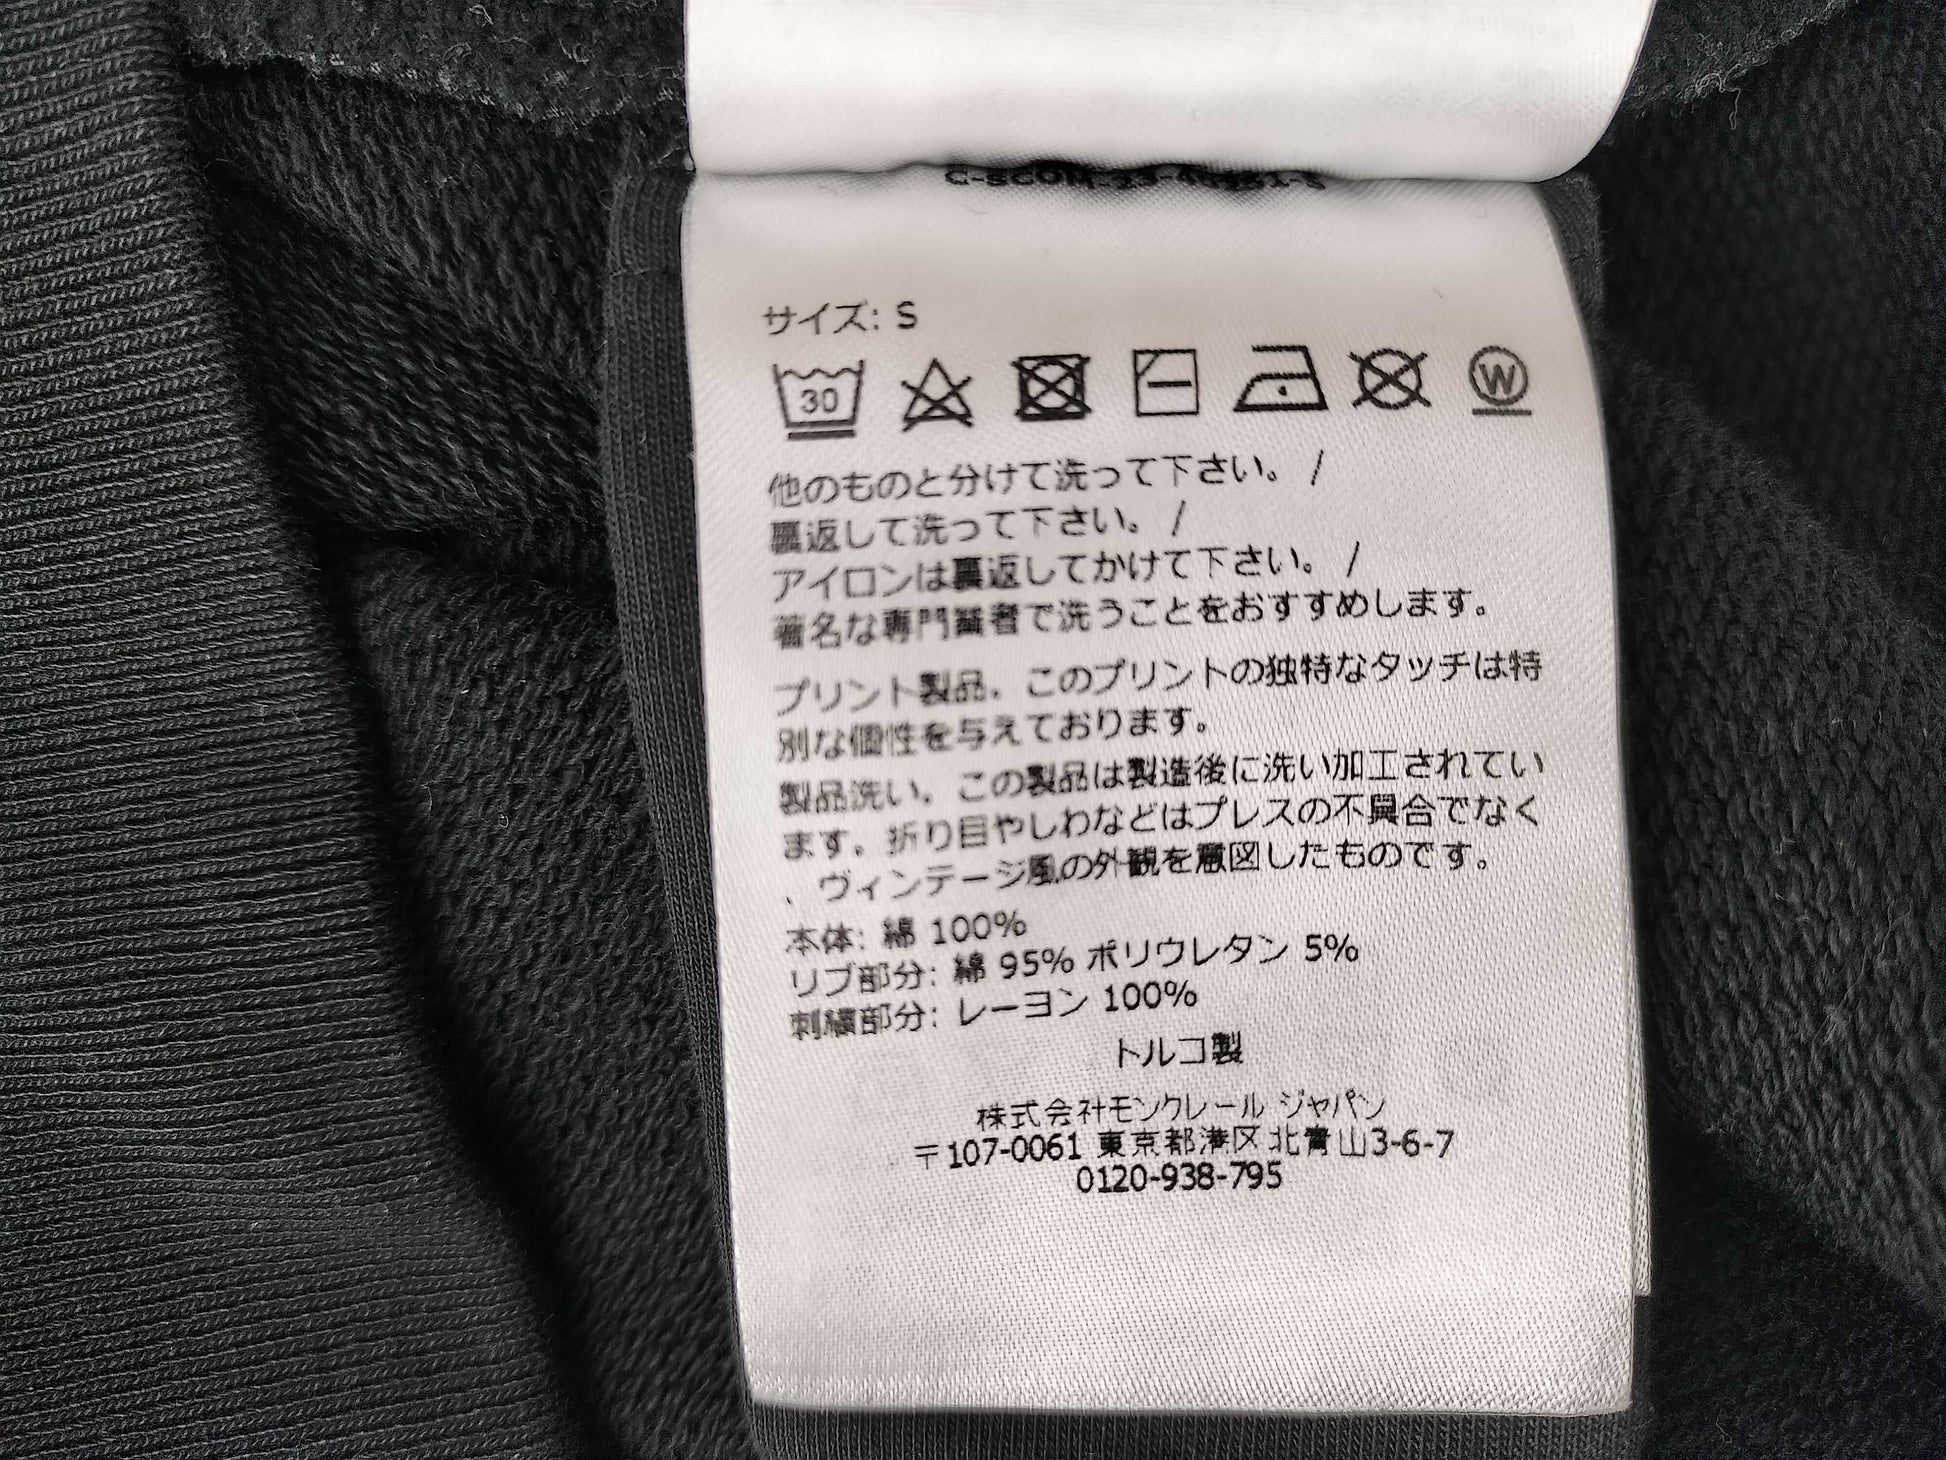 サイズ: S
30
W
他のものと分けて洗って下さい。 /
裏返して洗って下さい。 /
アイロンは裏返してかけて下さい。 /
著名な専門業者で洗うことをおすすめします。
プリント製品. このプリントの独特なタッチは特
別な個性を与えております。
製品洗い. この製品は製造後に洗い加工されてい
ます. 折り目やしわなどはプレスの不具合でなく
、ヴィンテージ風の外観を意図したものです。
本体: 綿 100%
リブ部分: 綿 95% ポリウレタン 5%
刺繍部分: レーヨン 100%
トルコ製
株式会社モンクレール ジャパン
〒107-0061 東京都港区北青山3-6-7
0120-938-795